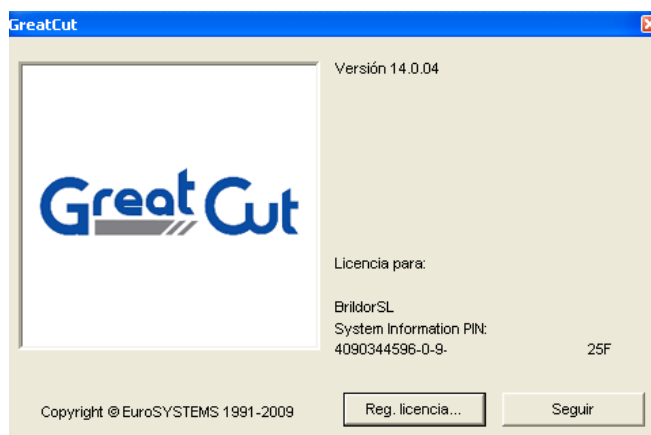 GreatCut
Versión 14.0.04
Great Cut
Licencia para:
BrildorSL
System Information PIN:
4090344596-0-9- 25F
Copyright © EuroSYSTEMS 1991-2009
Reg. licencia...
Seguir